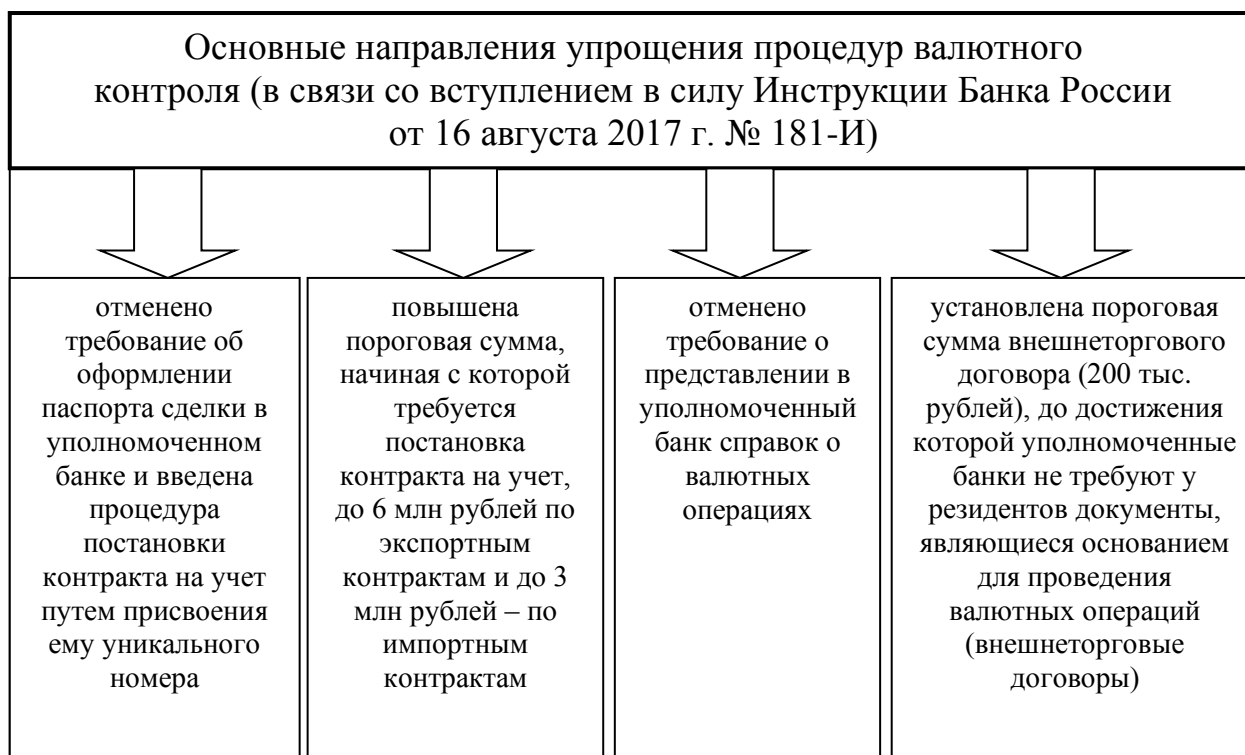 Основные направления упрощения процедур валютного
контроля (в связи со вступлением в силу Инструкции Банка России
от 16 августа 2017 г. № 181-И)
отменено
требование об
оформлении
паспорта сделки в
уполномоченном
банке и введена
процедура
постановки
контракта на учет
путем присвоения
ему уникального
номера
повышена
пороговая сумма,
начиная с которой
требуется
постановка
контракта на учет,
до 6 млн рублей по
экспортным
контрактам и до 3
млн рублей – по
импортным
контрактам
отменено
требование о
представлении в
уполномоченный
банк справок о
валютных
операциях
установлена пороговая
сумма внешнеторгового
договора (200 тыс.
рублей), до достижения
которой уполномоченные
банки не требуют у
резидентов документы,
являющиеся основанием
для проведения
валютных операций
(внешнеторговые
договоры)